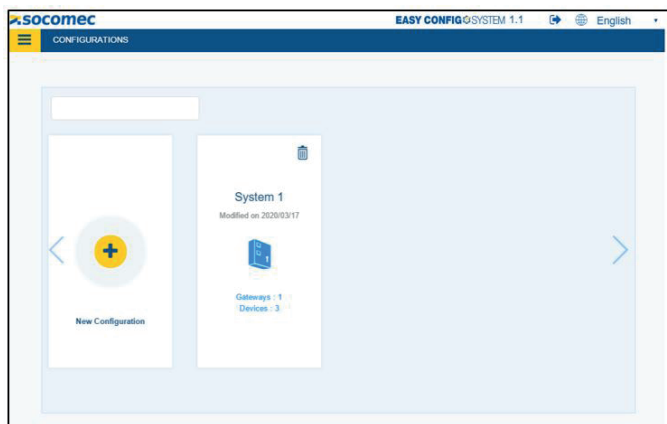 socomec
EASY CONFIG SYSTEM 1.1
English
CONFIGURATIONS
System 1
Modified on 2020/03/17
1
Gateways : 1
Devices : 3
New Configuration